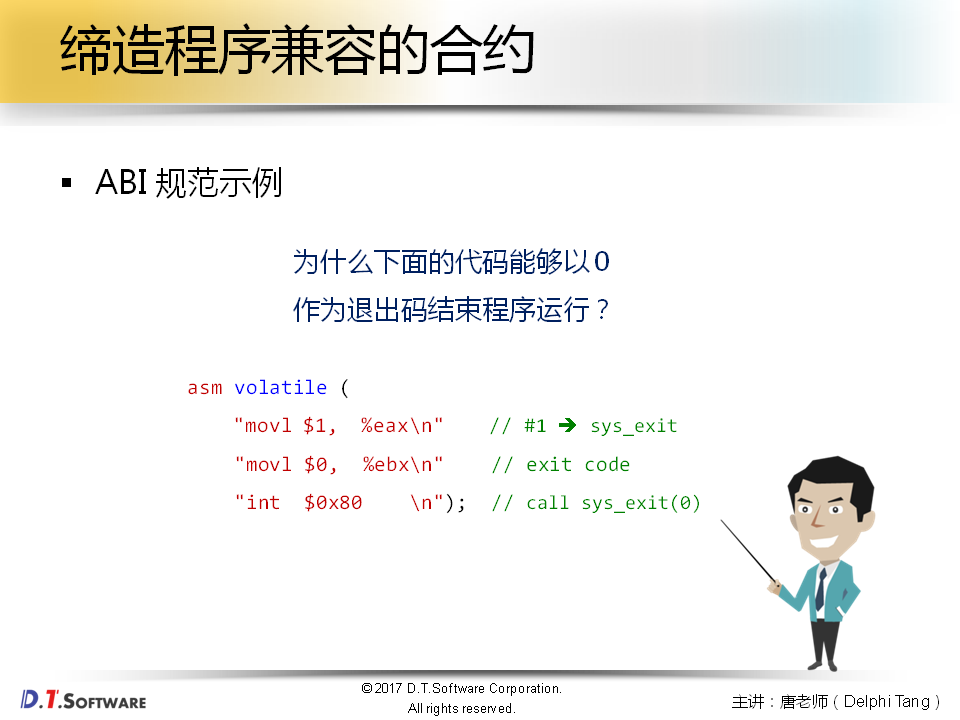 缔造程序兼容的合约
▪ ABI 规范示例
为什么下面的代码能够以0
作为退出码结束程序运行？
asm volatile (
"movl $1,  %eax\n"    // #1 → sys_exit
"movl $0,  %ebx\n"     // exit code
"int  $0x80    \n");  // call sys_exit(0)
D.T.SOFTWARE
©2017 D.T.Software Corporation.
All rights reserved.
主讲：唐老师（Delphi Tang）